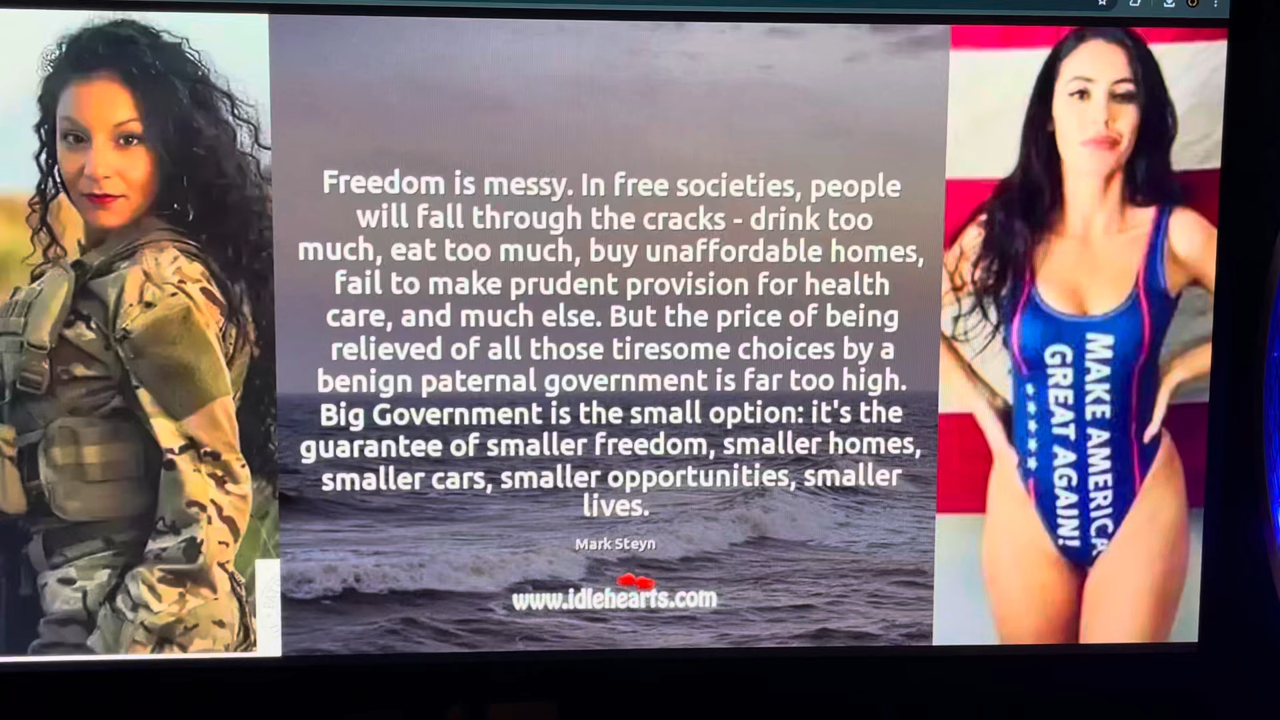 Freedom is messy. In free societies, people
will fall through the cracks - drink too
much, eat too much, buy unaffordable homes,
fail to make prudent provision for health
care, and much else. But the price of being
relieved of all those tiresome choices by a
benign paternal government is far too high.
Big Government is the small option: it's the
guarantee of smaller freedom, smaller homes,
smaller cars, smaller opportunities, smaller
lives.
Mark Steyn
www.idlehearts.com
MAKE AMERICA
GREAT AGAIN!